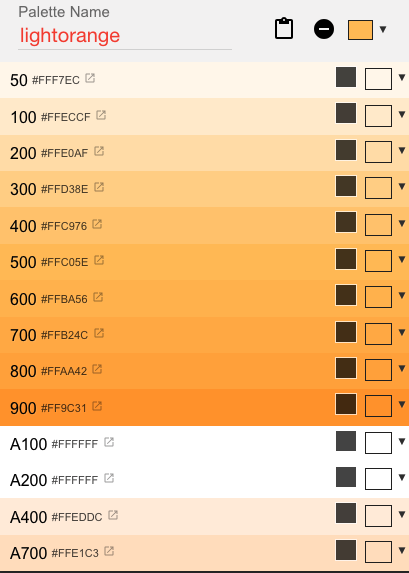 Palette Name
lightorange
50 #FFF7EC
100 #FFECCF
200 #FFE0AF
300 #FFD38E
400 #FFC976
500 #FFC05E
600 #FFBA56
700 #FFB24C
800 #FFAA42
900 #FF9C31
A100 #FFFFFF
A200 #FFFFFF
A400 #FFEDDC
A700 #FFE1C3